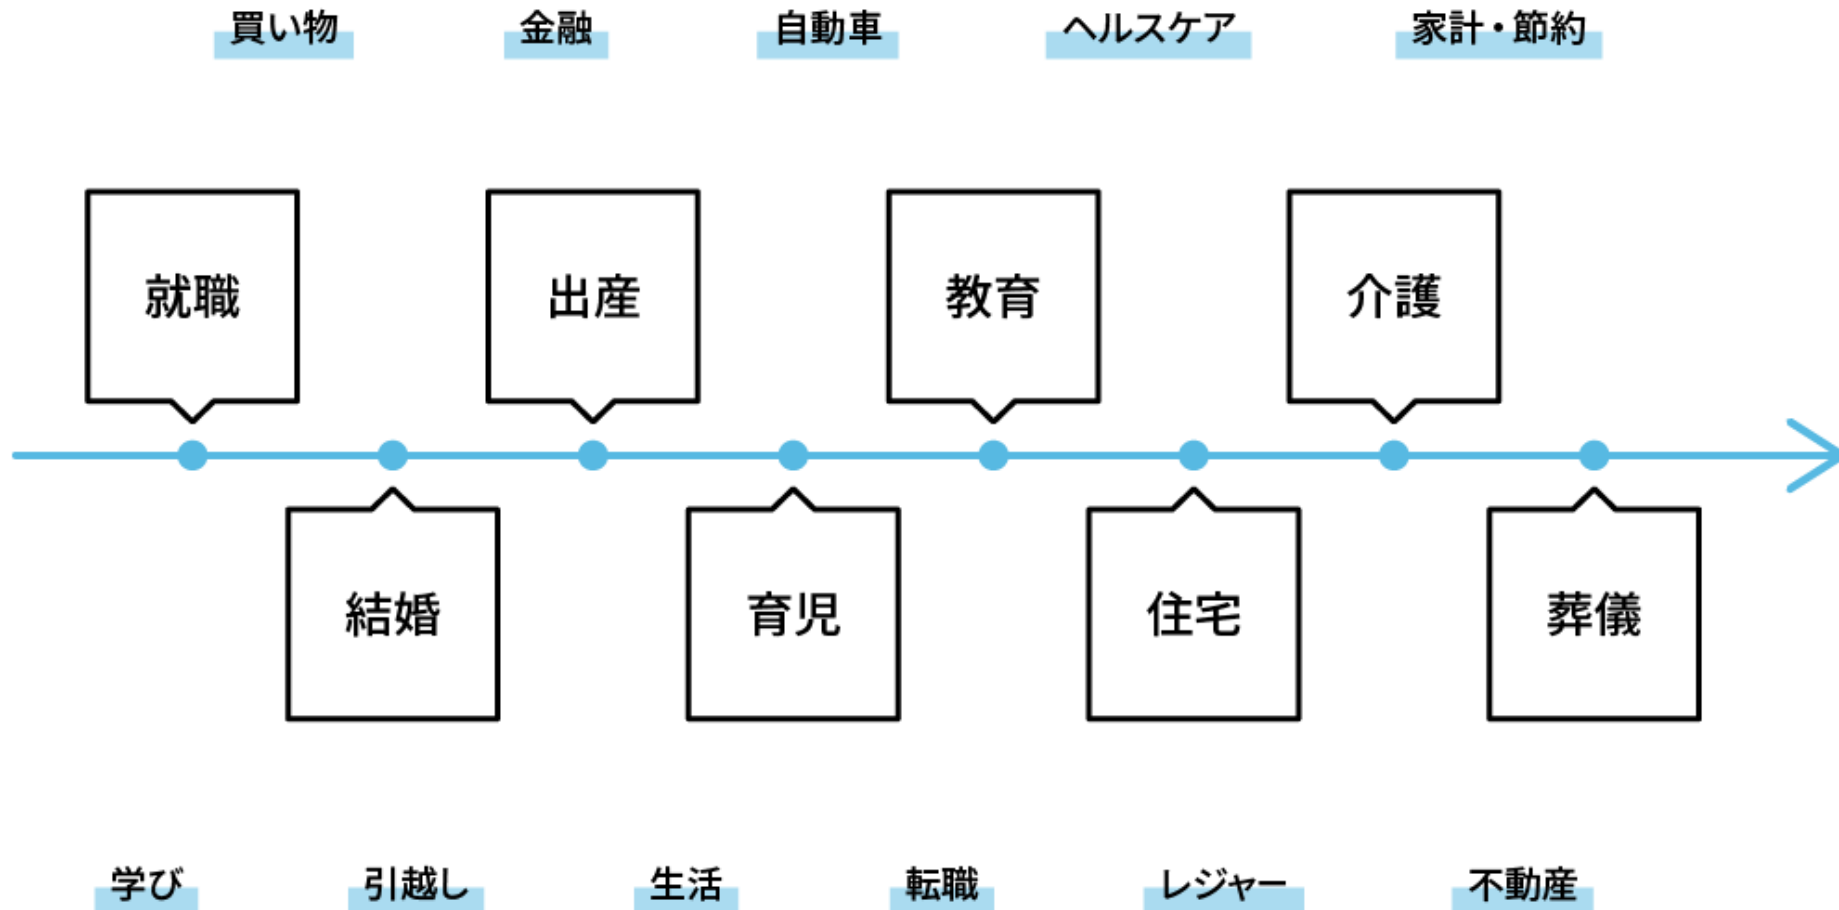 買い物 金融 自動車 ヘルスケア 家計・節約
就職 出産 教育 介護
結婚 育児 住宅 葬儀
学び 引越し 生活 転職 レジャー 不動産